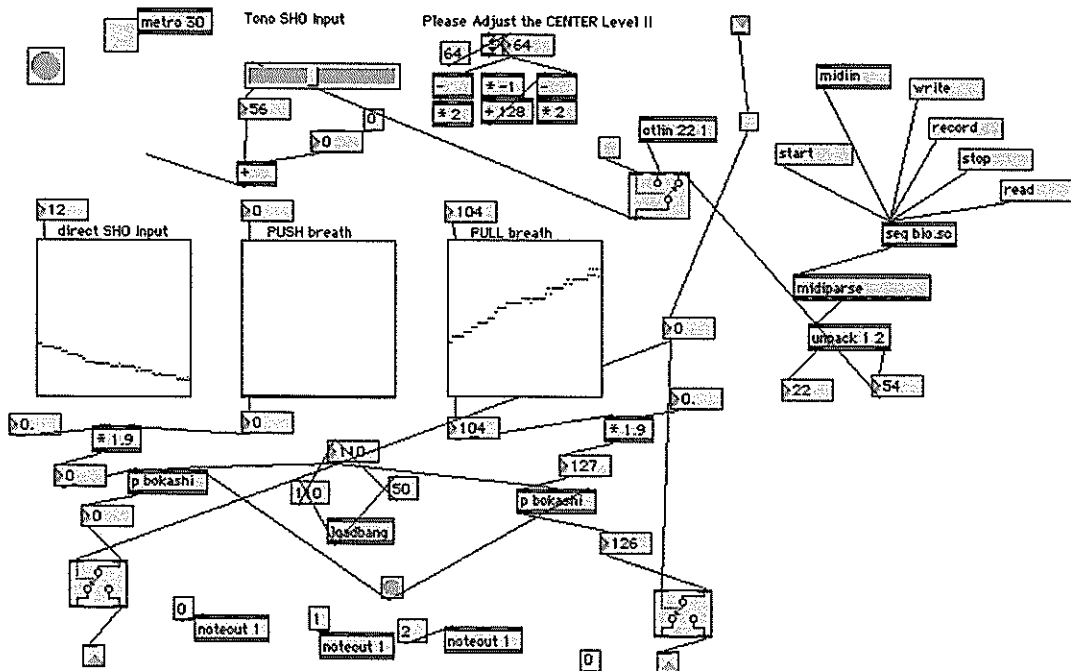 metro 30
Tono SHO Input
Please Adjust the CENTER Level II
64
64
midiin
write
record
stop
read
start
-
* -1
-
* 2
+ 128
* 2
56
0
0
+
ctlin 22 1
seq bio.so
midiparse
unpack 1 2
22
54
12
0
104
direct SHO Input
PUSH breath
PULL breath
0
0.
0.
0
104
* 1.9
* 1.9
110
0
127
p bokashi
110
50
p bokashi
0
loadbang
126
0
noteout 1
1
noteout 1
2
noteout 1
0